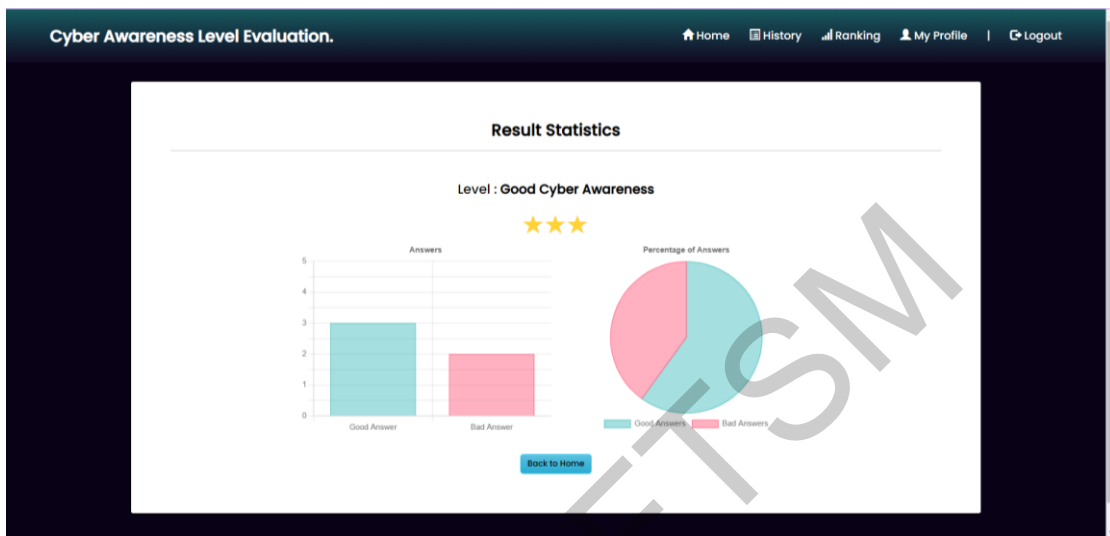 Cyber Awareness Level Evaluation.
Home History Ranking My Profile | Logout
Result Statistics
Level : Good Cyber Awareness
Answers
5
4
3
2
1
0
Good Answer Bad Answer
Percentage of Answers
Good Answers Bad Answers
Back to Home
FTSM